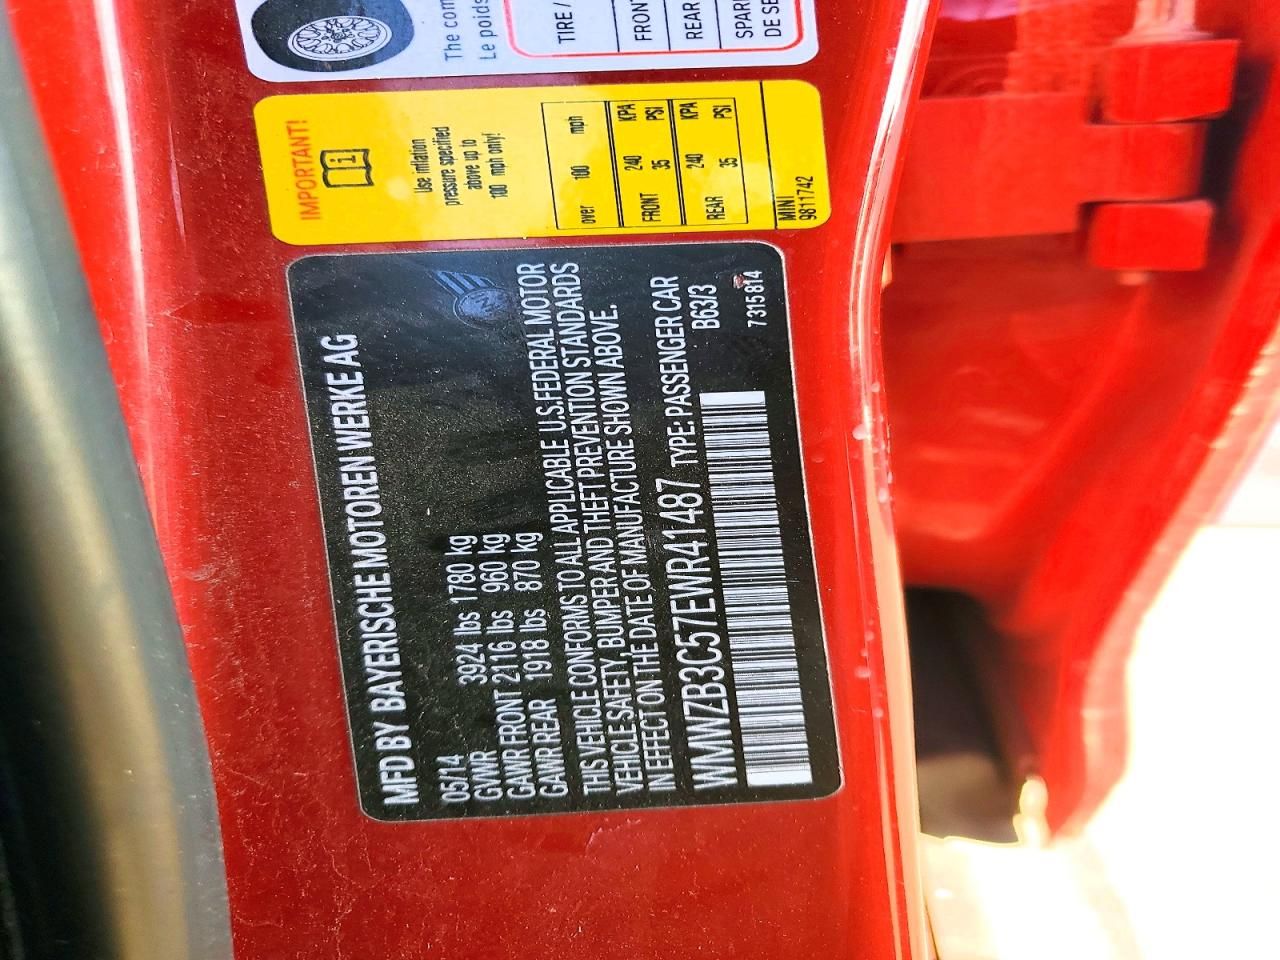 The com
Le poids
TIRE /
FRON
REAR
SPAR
DE SE
IMPORTANT!
Use inflation
pressure specified
above up to
100 mph only!
over 100 mph
FRONT 240 KPA
35 PSI
REAR 240 KPA
35 PSI
MINI
9811742
MFD BY BAYERISCHE MOTOREN WERKE AG
05/14
GVWR 3924 lbs 1780 kg
GAWR FRONT 2116 lbs 960 kg
GAWR REAR 1918 lbs 870 kg
THIS VEHICLE CONFORMS TO ALL APPLICABLE U.S.FEDERAL MOTOR
VEHICLE SAFETY, BUMPER AND THEFT PREVENTION STANDARDS
IN EFFECT ON THE DATE OF MANUFACTURE SHOWN ABOVE.
WMWZB3C57EWR41487 TYPE: PASSENGER CAR
B63/3
7315814